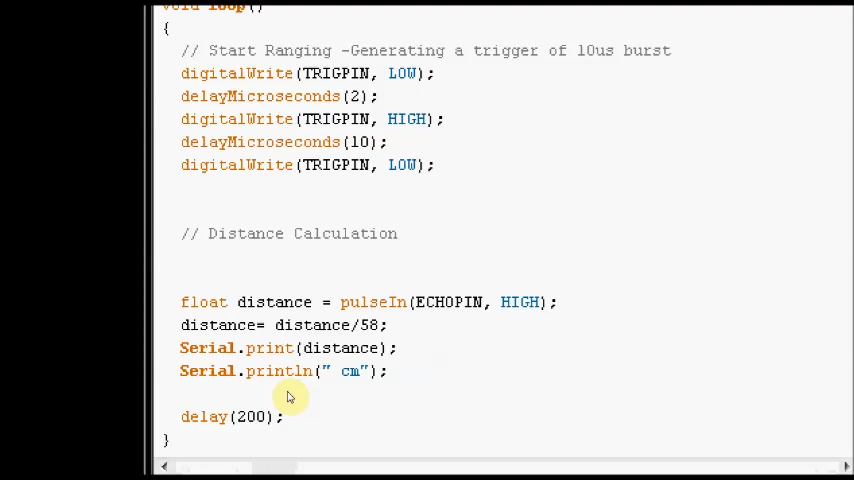 void loop()
{
// Start Ranging -Generating a trigger of 10us burst
digitalWrite(TRIGPIN, LOW);
delayMicroseconds(2);
digitalWrite(TRIGPIN, HIGH);
delayMicroseconds(10);
digitalWrite(TRIGPIN, LOW);
// Distance Calculation
float distance = pulseIn(ECHOPIN, HIGH);
distance= distance/58;
Serial.print(distance);
Serial.println(" cm");
delay(200);
}